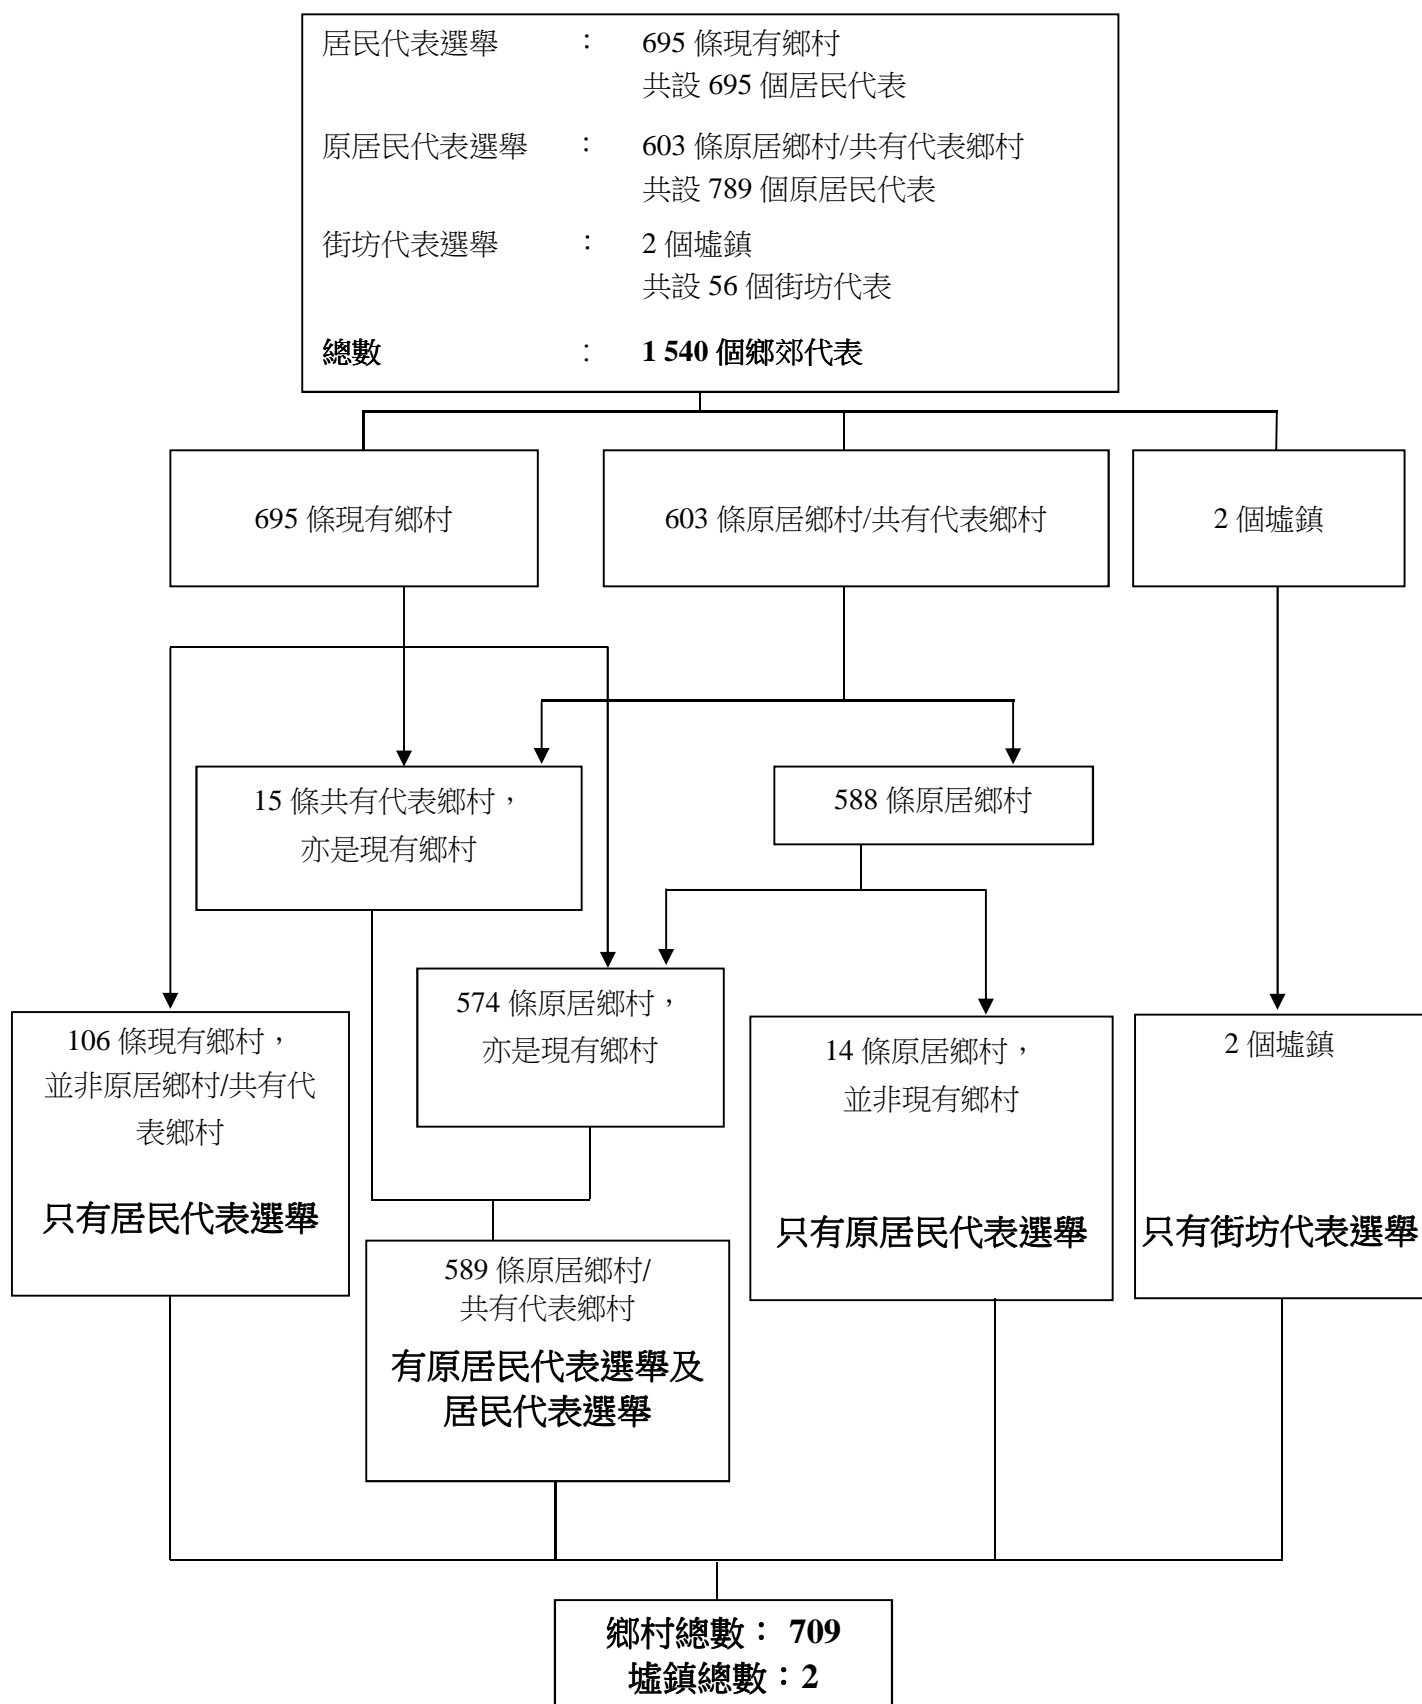 居民代表選舉 : 695 條現有鄉村
共設 695 個居民代表
原居民代表選舉 : 603 條原居鄉村/共有代表鄉村
共設 789 個原居民代表
街坊代表選舉 : 2 個墟鎮
共設 56 個街坊代表
總數 : 1 540 個鄉郊代表
695 條現有鄉村
603 條原居鄉村/共有代表鄉村
2 個墟鎮
15 條共有代表鄉村，
亦是現有鄉村
588 條原居鄉村
574 條原居鄉村，
亦是現有鄉村
106 條現有鄉村，
並非原居鄉村/共有代
表鄉村
只有居民代表選舉
14 條原居鄉村，
並非現有鄉村
只有原居民代表選舉
2 個墟鎮
只有街坊代表選舉
589 條原居鄉村/
共有代表鄉村
有原居民代表選舉及
居民代表選舉
鄉村總數： 709
墟鎮總數：2